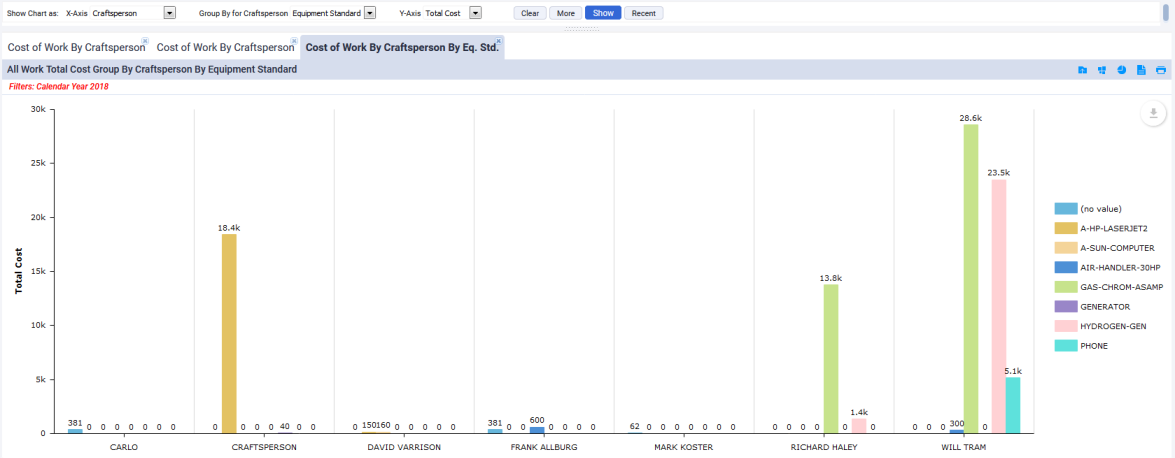 Show Chart as: X-Axis Craftsperson Group By for Craftsperson Equipment Standard Y-Axis Total Cost Clear More Show Recent
Cost of Work By Craftsperson Cost of Work By Craftsperson Cost of Work By Craftsperson By Eq. Std.
All Work Total Cost Group By Craftsperson By Equipment Standard
Filters: Calendar Year 2018
Total Cost
30k
25k
20k
15k
10k
5k
0
381 0 0 0 0 0 0 0
0 18.4k 0 0 0 40 0 0 0
0 150 160 0 0 0 0 0
381 0 0 600 0 0 0 0
62 0 0 0 0 0 0 0
0 0 0 0 13.8k 0 1.4k 0
0 0 0 300 28.6k 0 23.5k 5.1k
CARLO CRAFTSPERSON DAVID VARRISON FRANK ALLBURG MARK KOSTER RICHARD HALEY WILL TRAM
(no value)
A-HP-LASERJET2
A-SUN-COMPUTER
AIR-HANDLER-30HP
GAS-CHROM-ASAMP
GENERATOR
HYDROGEN-GEN
PHONE